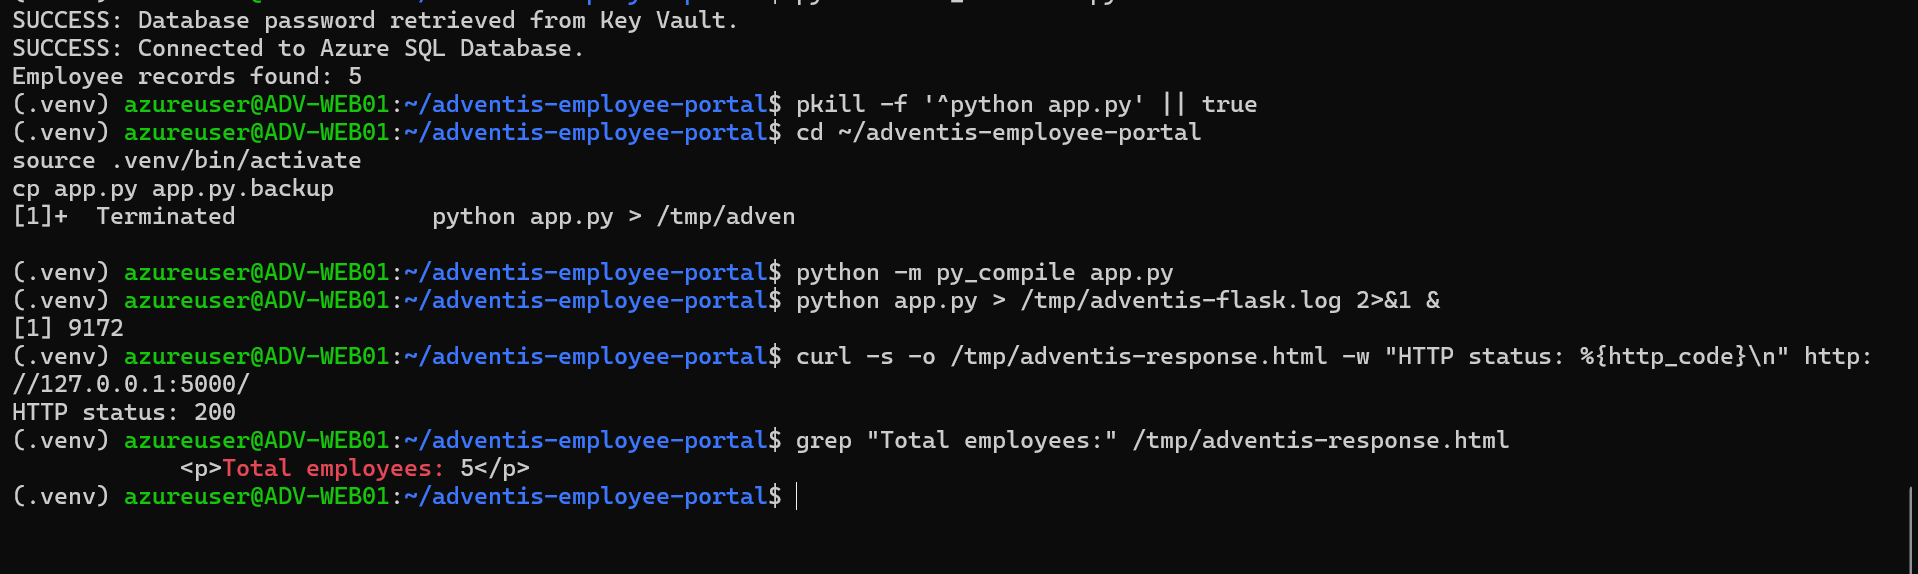 SUCCESS: Database password retrieved from Key Vault.
SUCCESS: Connected to Azure SQL Database.
Employee records found: 5
(.venv) azureuser@ADV-WEB01:~/adventis-employee-portal$ pkill -f '^python app.py' || true
(.venv) azureuser@ADV-WEB01:~/adventis-employee-portal$ cd ~/adventis-employee-portal
source .venv/bin/activate
cp app.py app.py.backup
[1]+  Terminated              python app.py > /tmp/adven
(.venv) azureuser@ADV-WEB01:~/adventis-employee-portal$ python -m py_compile app.py
(.venv) azureuser@ADV-WEB01:~/adventis-employee-portal$ python app.py > /tmp/adventis-flask.log 2>&1 &
[1] 9172
(.venv) azureuser@ADV-WEB01:~/adventis-employee-portal$ curl -s -o /tmp/adventis-response.html -w "HTTP status: %{http_code}\n" http:
//127.0.0.1:5000/
HTTP status: 200
(.venv) azureuser@ADV-WEB01:~/adventis-employee-portal$ grep "Total employees:" /tmp/adventis-response.html
            <p>Total employees: 5</p>
(.venv) azureuser@ADV-WEB01:~/adventis-employee-portal$